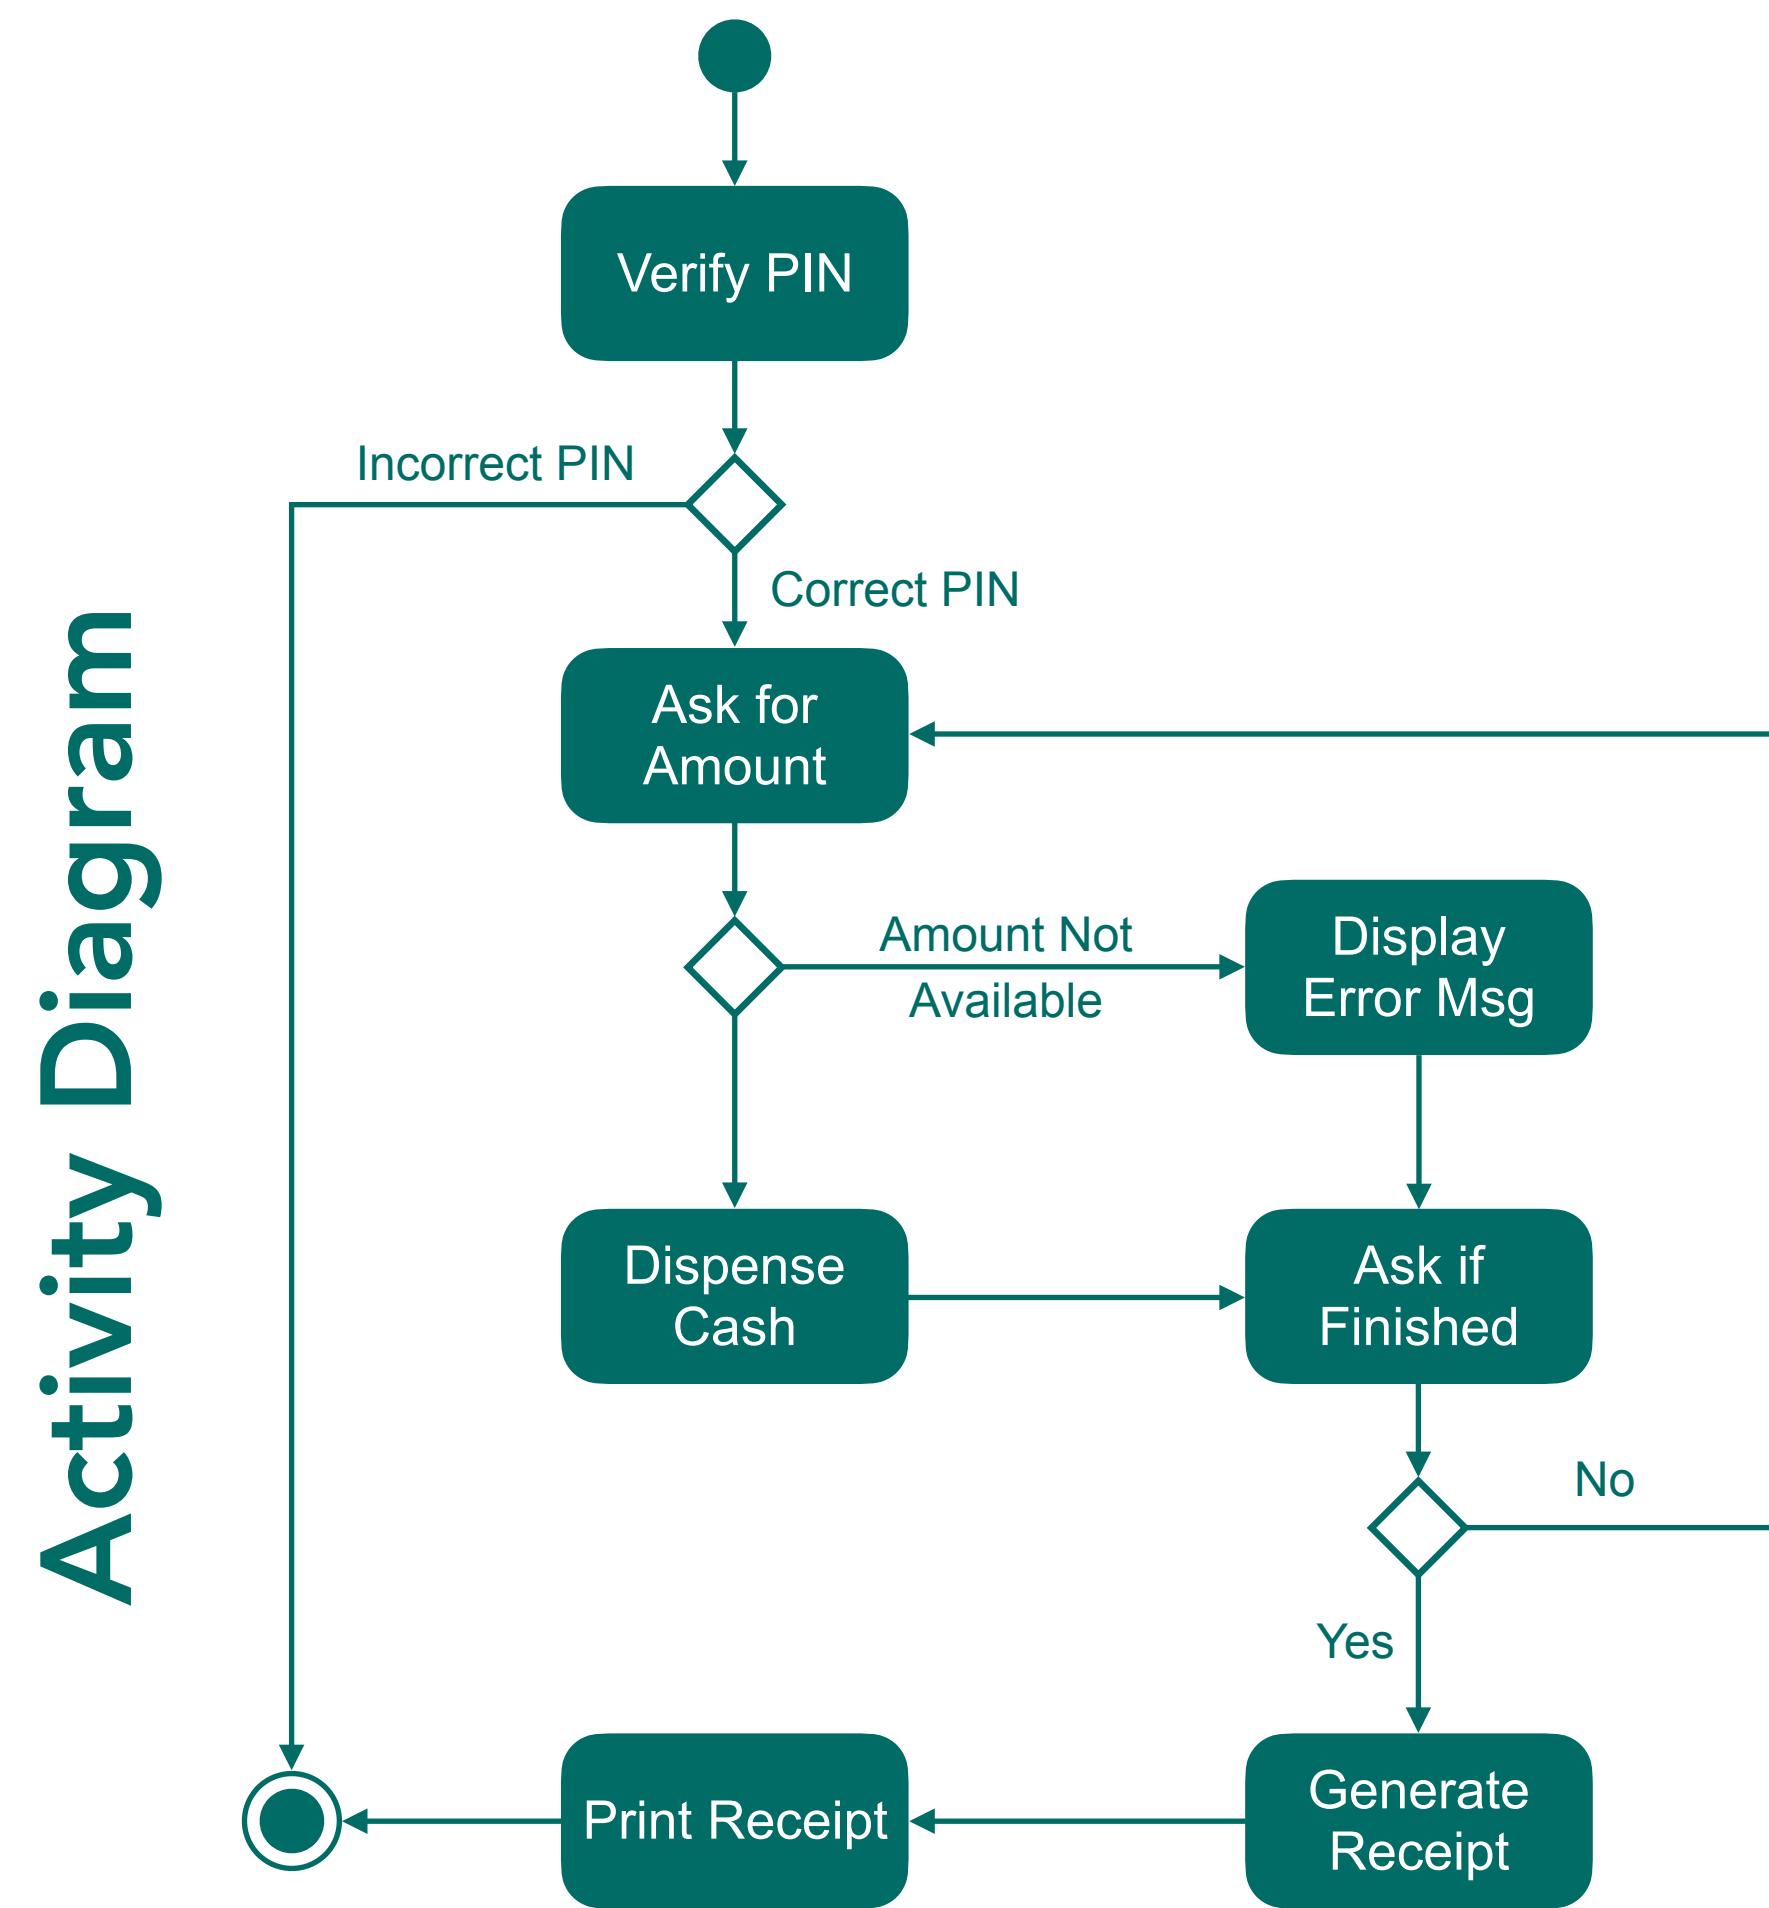 Activity Diagram
Verify PIN
Incorrect PIN
Correct PIN
Ask for
Amount
Amount Not
Available
Display
Error Msg
Dispense
Cash
Ask if
Finished
No
Yes
Print Receipt
Generate
Receipt